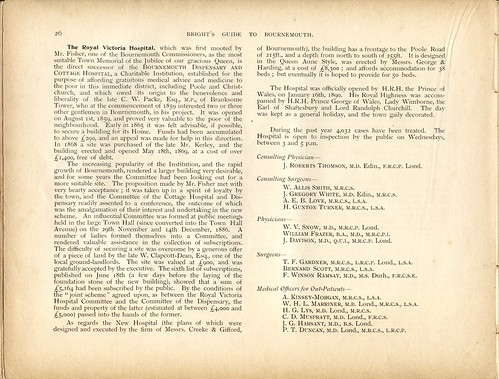 26
BRIGHT'S GUIDE TO BOURNEMOUTH.
The Royal Victoria Hospital, which was first mooted by
Mr. Fisher, one of the Bournemouth Commissioners, as the most
suitable Town Memorial of the Jubilee of our gracious Queen, is
the direct successor of the BOURNEMOUTH DISPENSARY AND
COTTAGE HOSPITAL, a Charitable Institution, established for the
purpose of affording gratuitous medical advice and medicine to
the poor in this immediate district, including Poole and Christ-
church, and which owed its origin to the benevolence and
liberality of the late C. W. Packe, Esq., M.P., of Branksome
Tower, who at the commencement of 1859 interested two or three
other gentlemen in Bournemouth, in his project. It was opened
on August 1st, 1859, and proved very valuable to the poor of the
neighbourhood. Early in 1865 it was felt advisable, if possible,
to secure a building for its Home. Funds had been accumulated
to above £700, and an appeal was made for help in this direction.
In 1868 a site was purchased of the late Mr. Kerley, and the
building erected and opened May 18th, 1869, at a cost of over
£1,400, free of debt.
The increasing popularity of the Institution, and the rapid
growth of Bournemouth, rendered a larger building very desirable,
and for some years the Committee had been looking out for a
more suitable site. The proposition made by Mr. Fisher met with
very hearty acceptance; it was taken up in a spirit of loyalty by
the town, and the Committee of the Cottage Hospital and Dis-
pensary readily assented to a conference, the outcome of which
was the amalgamation of their interests and funds in the new
scheme. An influential Committee was formed at public meetings
held in the large Town Hall (since converted into the Town Hall
Avenue) on the 29th November and 14th December, 1886. A
number of ladies formed themselves into a Committee, and
rendered valuable assistance in the collection of subscriptions.
The difficulty of securing a site was overcome by a generous offer
of a piece of land by the late W. Clapcott-Dean, Esq., one of the
local ground-landlords. The site was valued at £900, and was
gratefully accepted by the executive. The sixth list of subscriptions,
published on June 18th (a few days before the laying of the
foundation stone of the new building), showed that a sum of
£5,164 had been subscribed by the public. By the conditions of
the "joint scheme" agreed upon, as between the Royal Victoria
Hospital Committee and the Committee of the Dispensary, the
funds and property of the latter (estimated at between £4000 and
£5000) passed into the hands of the former.
As regards the New Hospital (the plans of which were
designed and executed by the firm of Messrs. Creeke & Gifford,
of Bournemouth), the building has a frontage to the Poole Road
of 215ft., and a depth from north to south of 255ft. It is designed
in the Queen Anne Style, was erected by Messrs. George &
Harding, at a cost of £8,300; and affords accommodation for 38
beds; but eventually it is hoped to provide for 50 beds.
The Hospital was officially opened by H.R.H. the Prince of
Wales, on January 16th, 1890. His Royal Highness was accom-
panied by H.R.H. Prince George of Wales, Lady Wimborne, the
Earl of Shaftesbury and Lord Randolph Churchill. The day
was kept as a general holiday, and the town gaily decorated.
During the past year 4032 cases have been treated. The
Hospital is open to inspection by the public on Wednesdays,
between 3 and 5 p.m.
Consulting Physician—
J. ROBERTS THOMSON, M.D. Edin., F.R.C.P. Lond.
Consulting Surgeons—
W. ALLIS SMITH, M.R.C.S.
J. GREGORY WHITE, M.D. Edin., M.R.C.S.
A. E. B. LOVE, M.R.C.S., L.S.A.
H. GUNTON TURNER, M.R.C.S., L.S.A.
Physicians—
W. V. SNOW, M.D., M.R.C.P. Lond.
WILLIAM FRAZER, B.A., M.D., M.R.C.P.I.
J. DAVISON, M.D., Q.U.I., M.R.C.P. Lond.
Surgeons—
T. F. GARDNER, M.R.C.S., L.R.C.P. Lond., L.S.A.
BERNARD SCOTT, M.R.C.S., L.S.A.
F. WINSON RAMSAY, M.D., M.S. Durh., F.R.C.S.E.
Medical Officers for Out-Patients—
A. KINSEY-MORGAN, M.R.C.S., L.S.A.
W. H. L. MARRINER, M.B. Lond., M.R.C.S., L.S.A.
H. G. LYS, M.D. Lond., M.R.C.S.
C. D. MUSPRATT, M.D. Lond., F.R.C.S.
J. G. HARSANT, M.D., B.S. Lond.
P. T. DUNCAN, M.D. Lond., M.R.C.S., L.R.C.P.